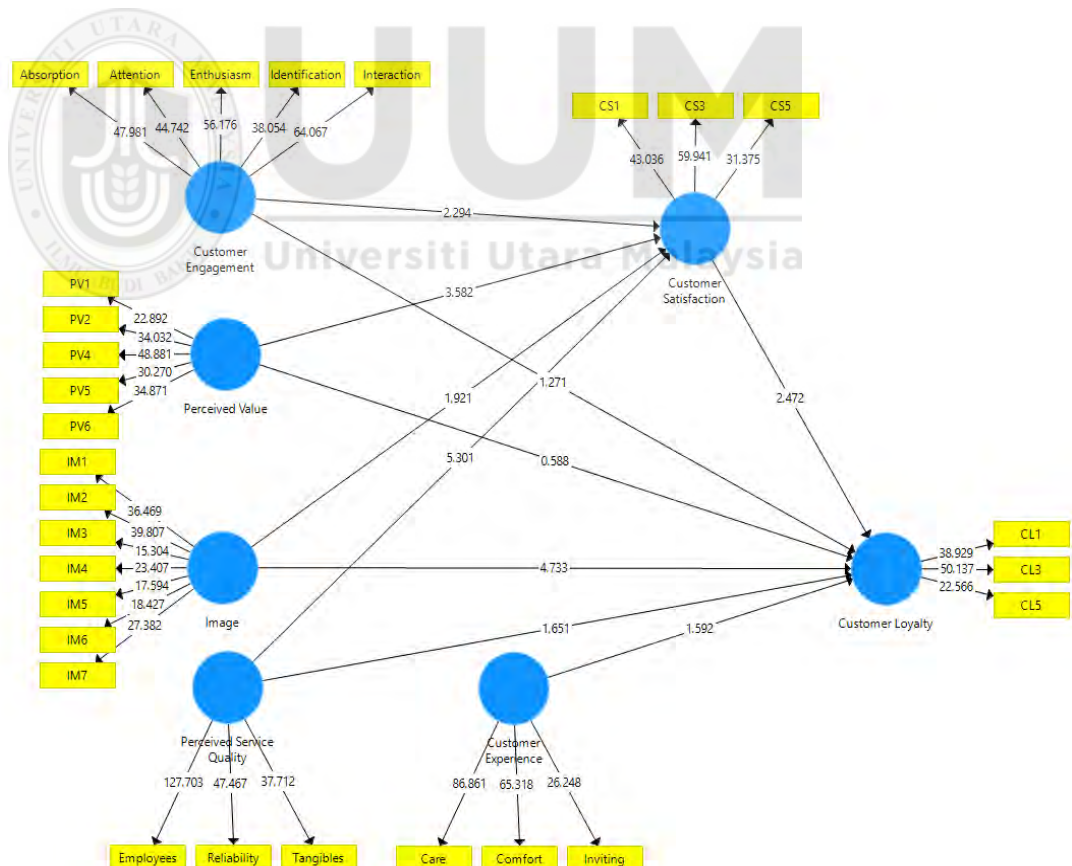 UUM
Universiti Utara Malaysia
UNIVERSITI UTARA MALAYSIA
Absorption
Attention
Enthusiasm
Identification
Interaction
CS1
CS3
CS5
47.981
44.742
56.176
38.054
64.067
43.036
59.941
31.375
2.294
Customer
Engagement
Customer
Satisfaction
PV1
PV2
PV4
PV5
PV6
22.892
34.032
48.881
30.270
34.871
3.582
Perceived Value
1.921
1.271
2.472
5.301
0.588
IM1
IM2
IM3
IM4
IM5
IM6
IM7
36.469
39.807
15.304
23.407
17.594
18.427
27.382
Image
4.733
CL1
CL3
CL5
38.929
50.137
22.566
Customer Loyalty
1.651
1.592
Perceived Service
Quality
Customer
Experience
127.703
47.467
37.712
86.861
65.318
26.248
Employees
Reliability
Tangibles
Care
Comfort
Inviting